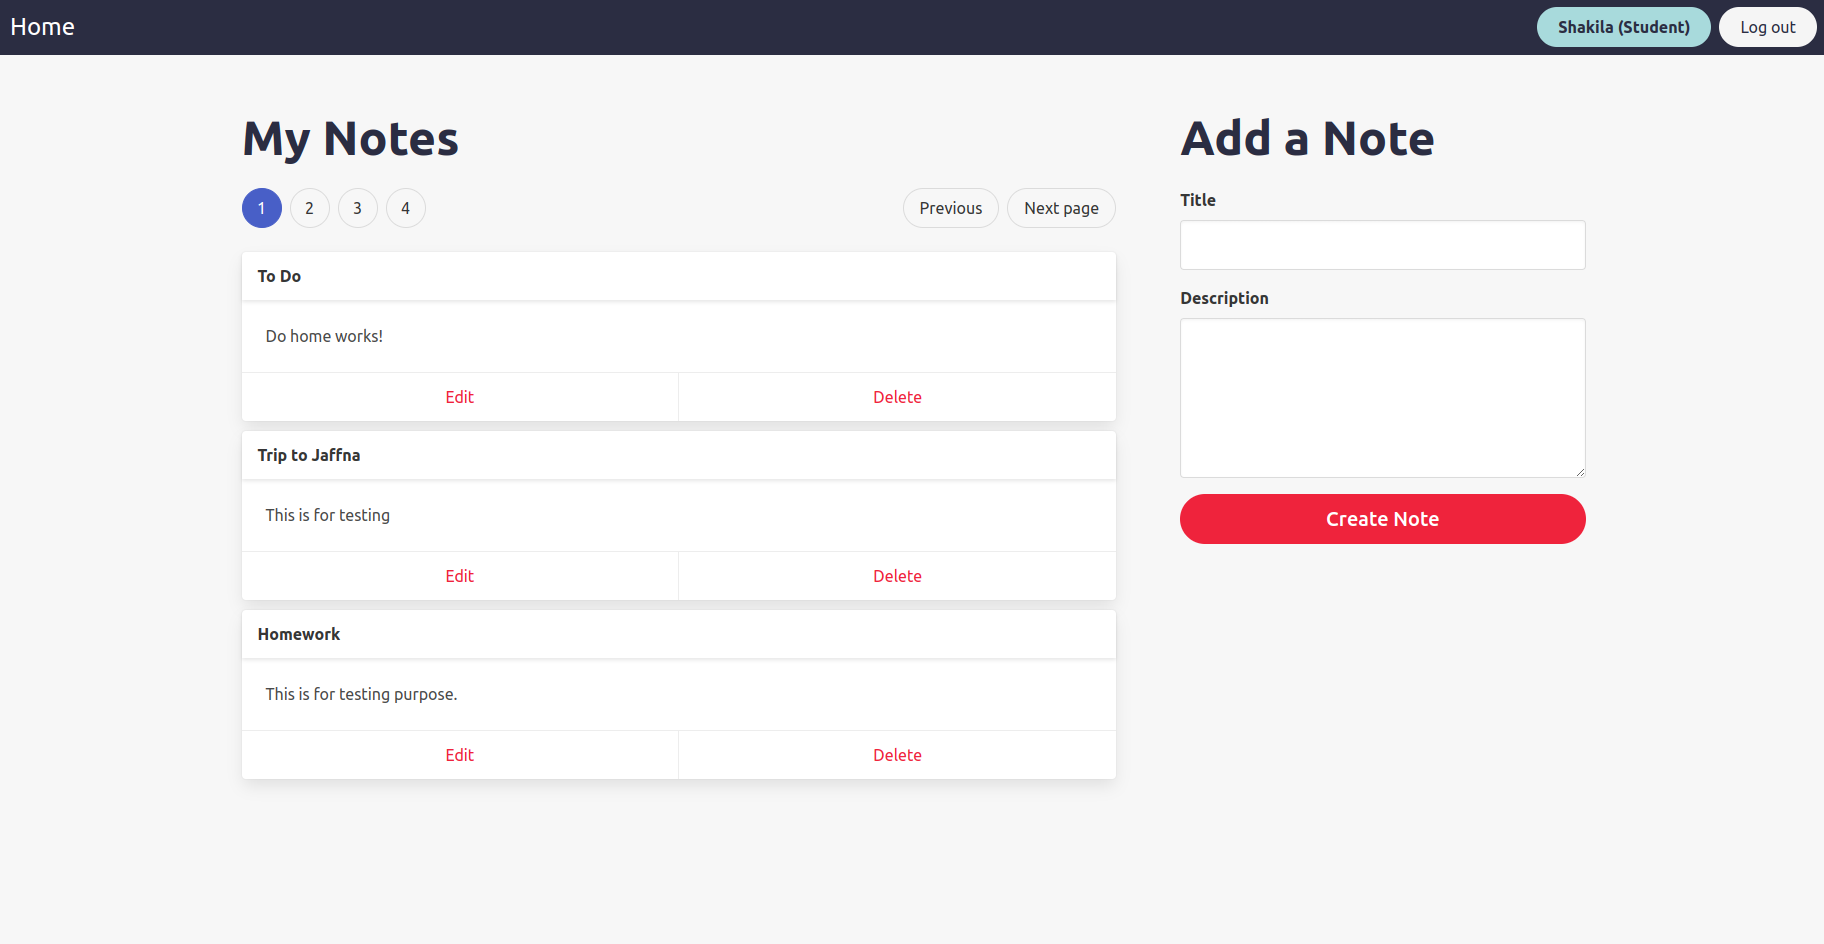 Home
Shakila (Student)
Log out
My Notes
1 2 3 4
Previous
Next page
To Do
Do home works!
Edit
Delete
Trip to Jaffna
This is for testing
Edit
Delete
Homework
This is for testing purpose.
Edit
Delete
Add a Note
Title
Description
Create Note